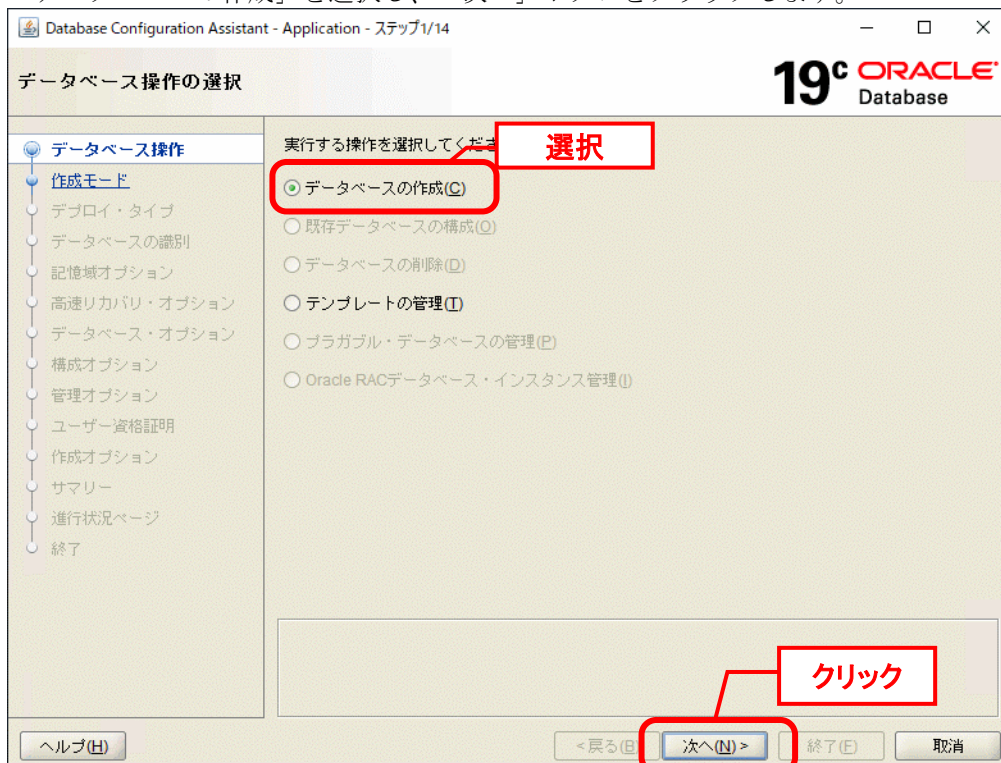 Database Configuration Assistant - Application - ステップ1/14
データベース操作の選択
19c ORACLE
Database
データベース操作
作成モード
デプロイ・タイプ
データベースの識別
記憶域オプション
高速リカバリ・オプション
データベース・オプション
構成オプション
管理オプション
ユーザー資格証明
作成オプション
サマリー
進行状況ページ
終了
実行する操作を選択してくださ
選択
データベースの作成(C)
既存データベースの構成(O)
データベースの削除(D)
テンプレートの管理(T)
プラガブル・データベースの管理(P)
Oracle RACデータベース・インスタンス管理(I)
クリック
ヘルプ(H)
<戻る(B)
次へ(N) >
終了(F)
取消